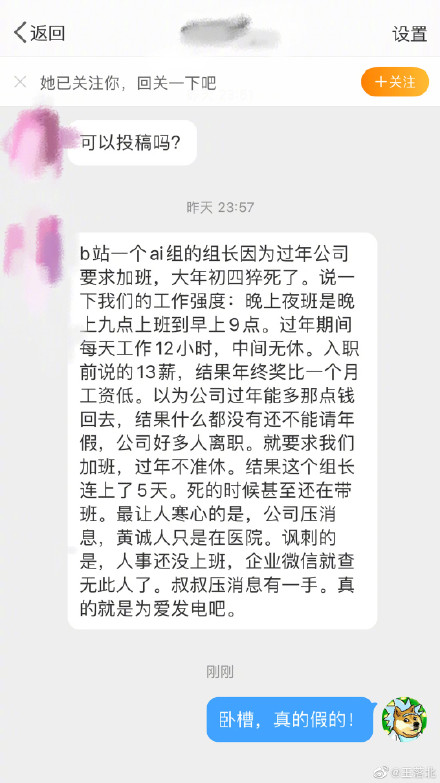 返回
设置
她已关注你，回关一下吧
＋关注
可以投稿吗?
昨天 23:57
b站一个ai组的组长因为过年公司
要求加班，大年初四猝死了。说一
下我们的工作强度：晚上夜班是晚
上九点上班到早上9点。过年期间
每天工作12小时，中间无休。入职
前说的13薪，结果年终奖比一个月
工资低。以为公司过年能多那点钱
回去，结果什么都没有还不能请年
假，公司好多人离职。就要求我们
加班，过年不准休。结果这个组长
连上了5天。死的时候甚至还在带
班。最让人寒心的是，公司压消
息，黄诚人只是在医院。讽刺的
是，人事还没上班，企业微信就查
无此人了。叔叔压消息有一手。真
的就是为爱发电吧。
刚刚
卧槽，真的假的！
@王落北